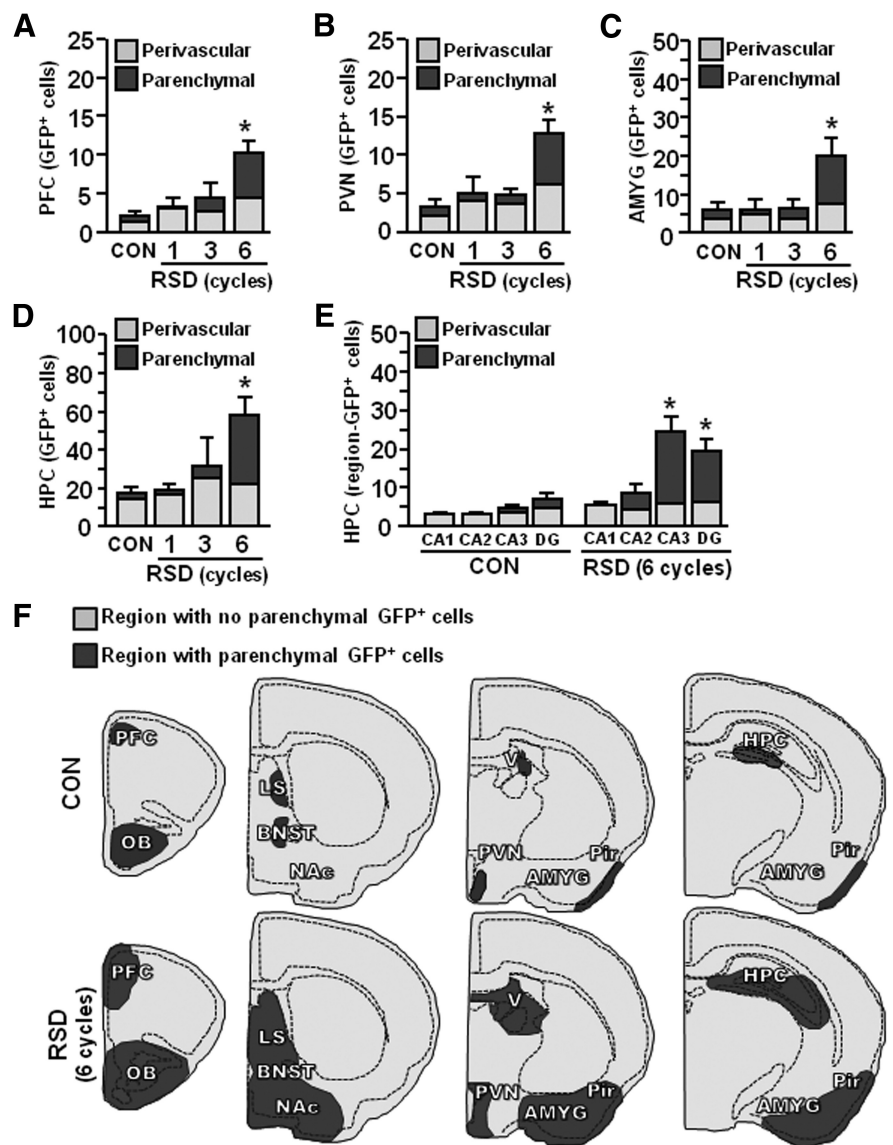 A
PFC (GFP+ cells)
25
20
15
10
5
0
Perivascular
Parenchymal
*
CON 1 3 6
RSD (cycles)
B
PVN (GFP+ cells)
25
20
15
10
5
0
Perivascular
Parenchymal
*
CON 1 3 6
RSD (cycles)
C
AMYG (GFP+ cells)
50
40
30
20
10
0
Perivascular
Parenchymal
*
CON 1 3 6
RSD (cycles)
D
HPC (GFP+ cells)
100
80
60
40
20
0
Perivascular
Parenchymal
*
CON 1 3 6
RSD (cycles)
E
HPC (region-GFP+ cells)
50
40
30
20
10
0
Perivascular
Parenchymal
* *
CA1 CA2 CA3 DG CA1 CA2 CA3 DG
CON RSD (6 cycles)
F
Region with no parenchymal GFP+ cells
Region with parenchymal GFP+ cells
CON
PFC
OB
LS
BNST
NAc
V
PVN
AMYG
Pir
HPC
AMYG
Pir
RSD
(6 cycles)
PFC
OB
LS
BNST
NAc
V
PVN
AMYG
Pir
HPC
AMYG
Pir